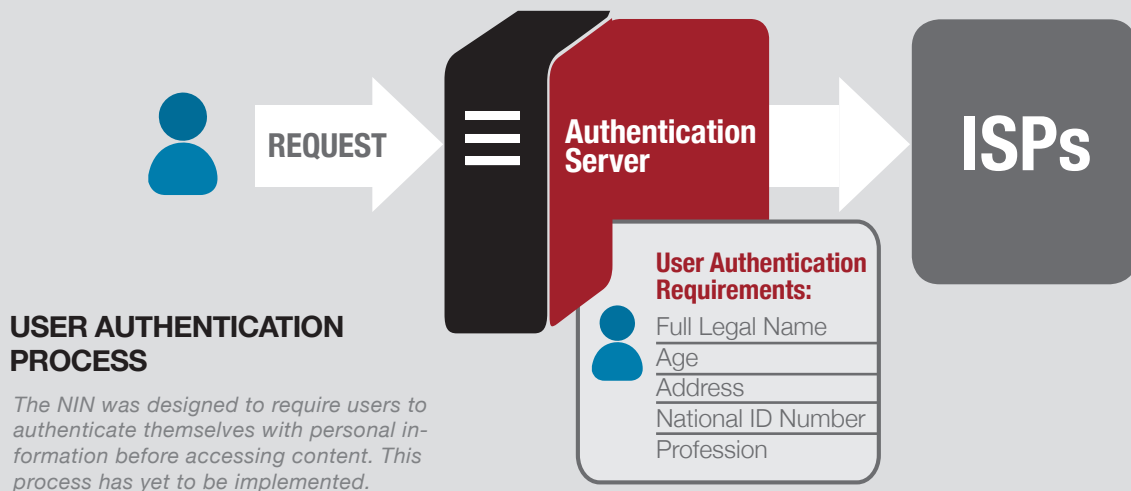 REQUEST
Authentication
Server
ISPs
User Authentication
Requirements:
Full Legal Name
Age
Address
National ID Number
Profession
USER AUTHENTICATION
PROCESS
The NIN was designed to require users to
authenticate themselves with personal in-
formation before accessing content. This
process has yet to be implemented.